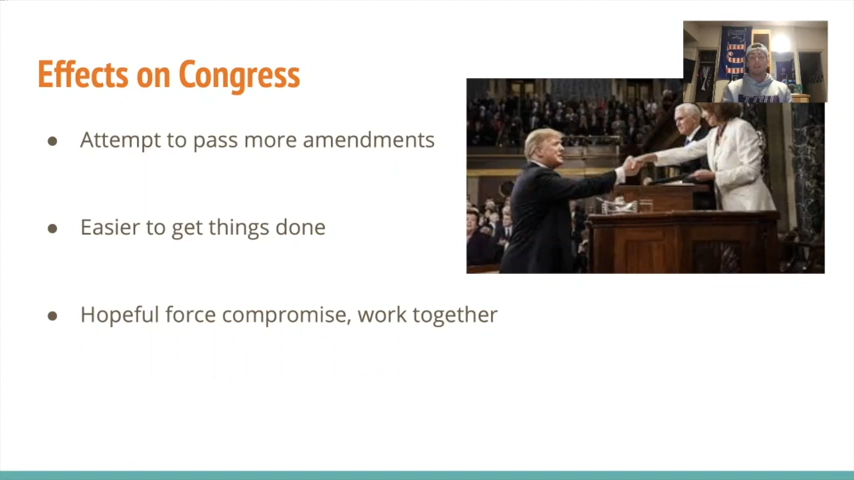 Effects on Congress
● Attempt to pass more amendments
● Easier to get things done
● Hopeful force compromise, work together